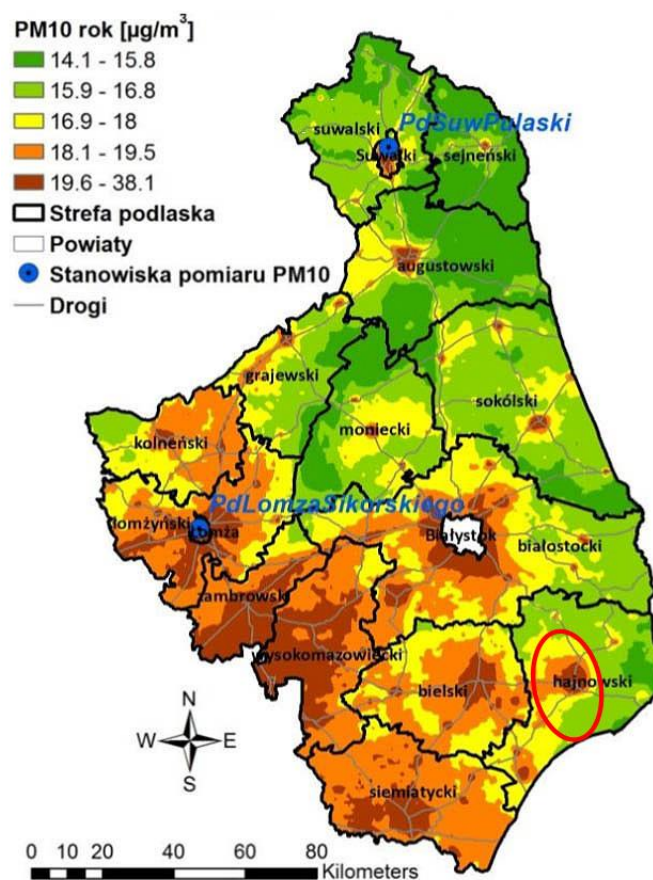 PM10 rok [µg/m³]
14.1 - 15.8
15.9 - 16.8
16.9 - 18
18.1 - 19.5
19.6 - 38.1
Strefa podlaska
Powiaty
Stanowiska pomiaru PM10
Drogi
suwalski
PdSuwPulaski
Suwałki
sejneński
augustowski
grajewski
sokólski
kolneński
moniecki
PdLomzaSikorskiego
łomżyński
Łomża
Białystok
białostocki
zambrowski
wysokomazowiecki
bielski
hajnowski
siemiatycki
N
W
E
S
0 10 20 40 60 80
Kilometers